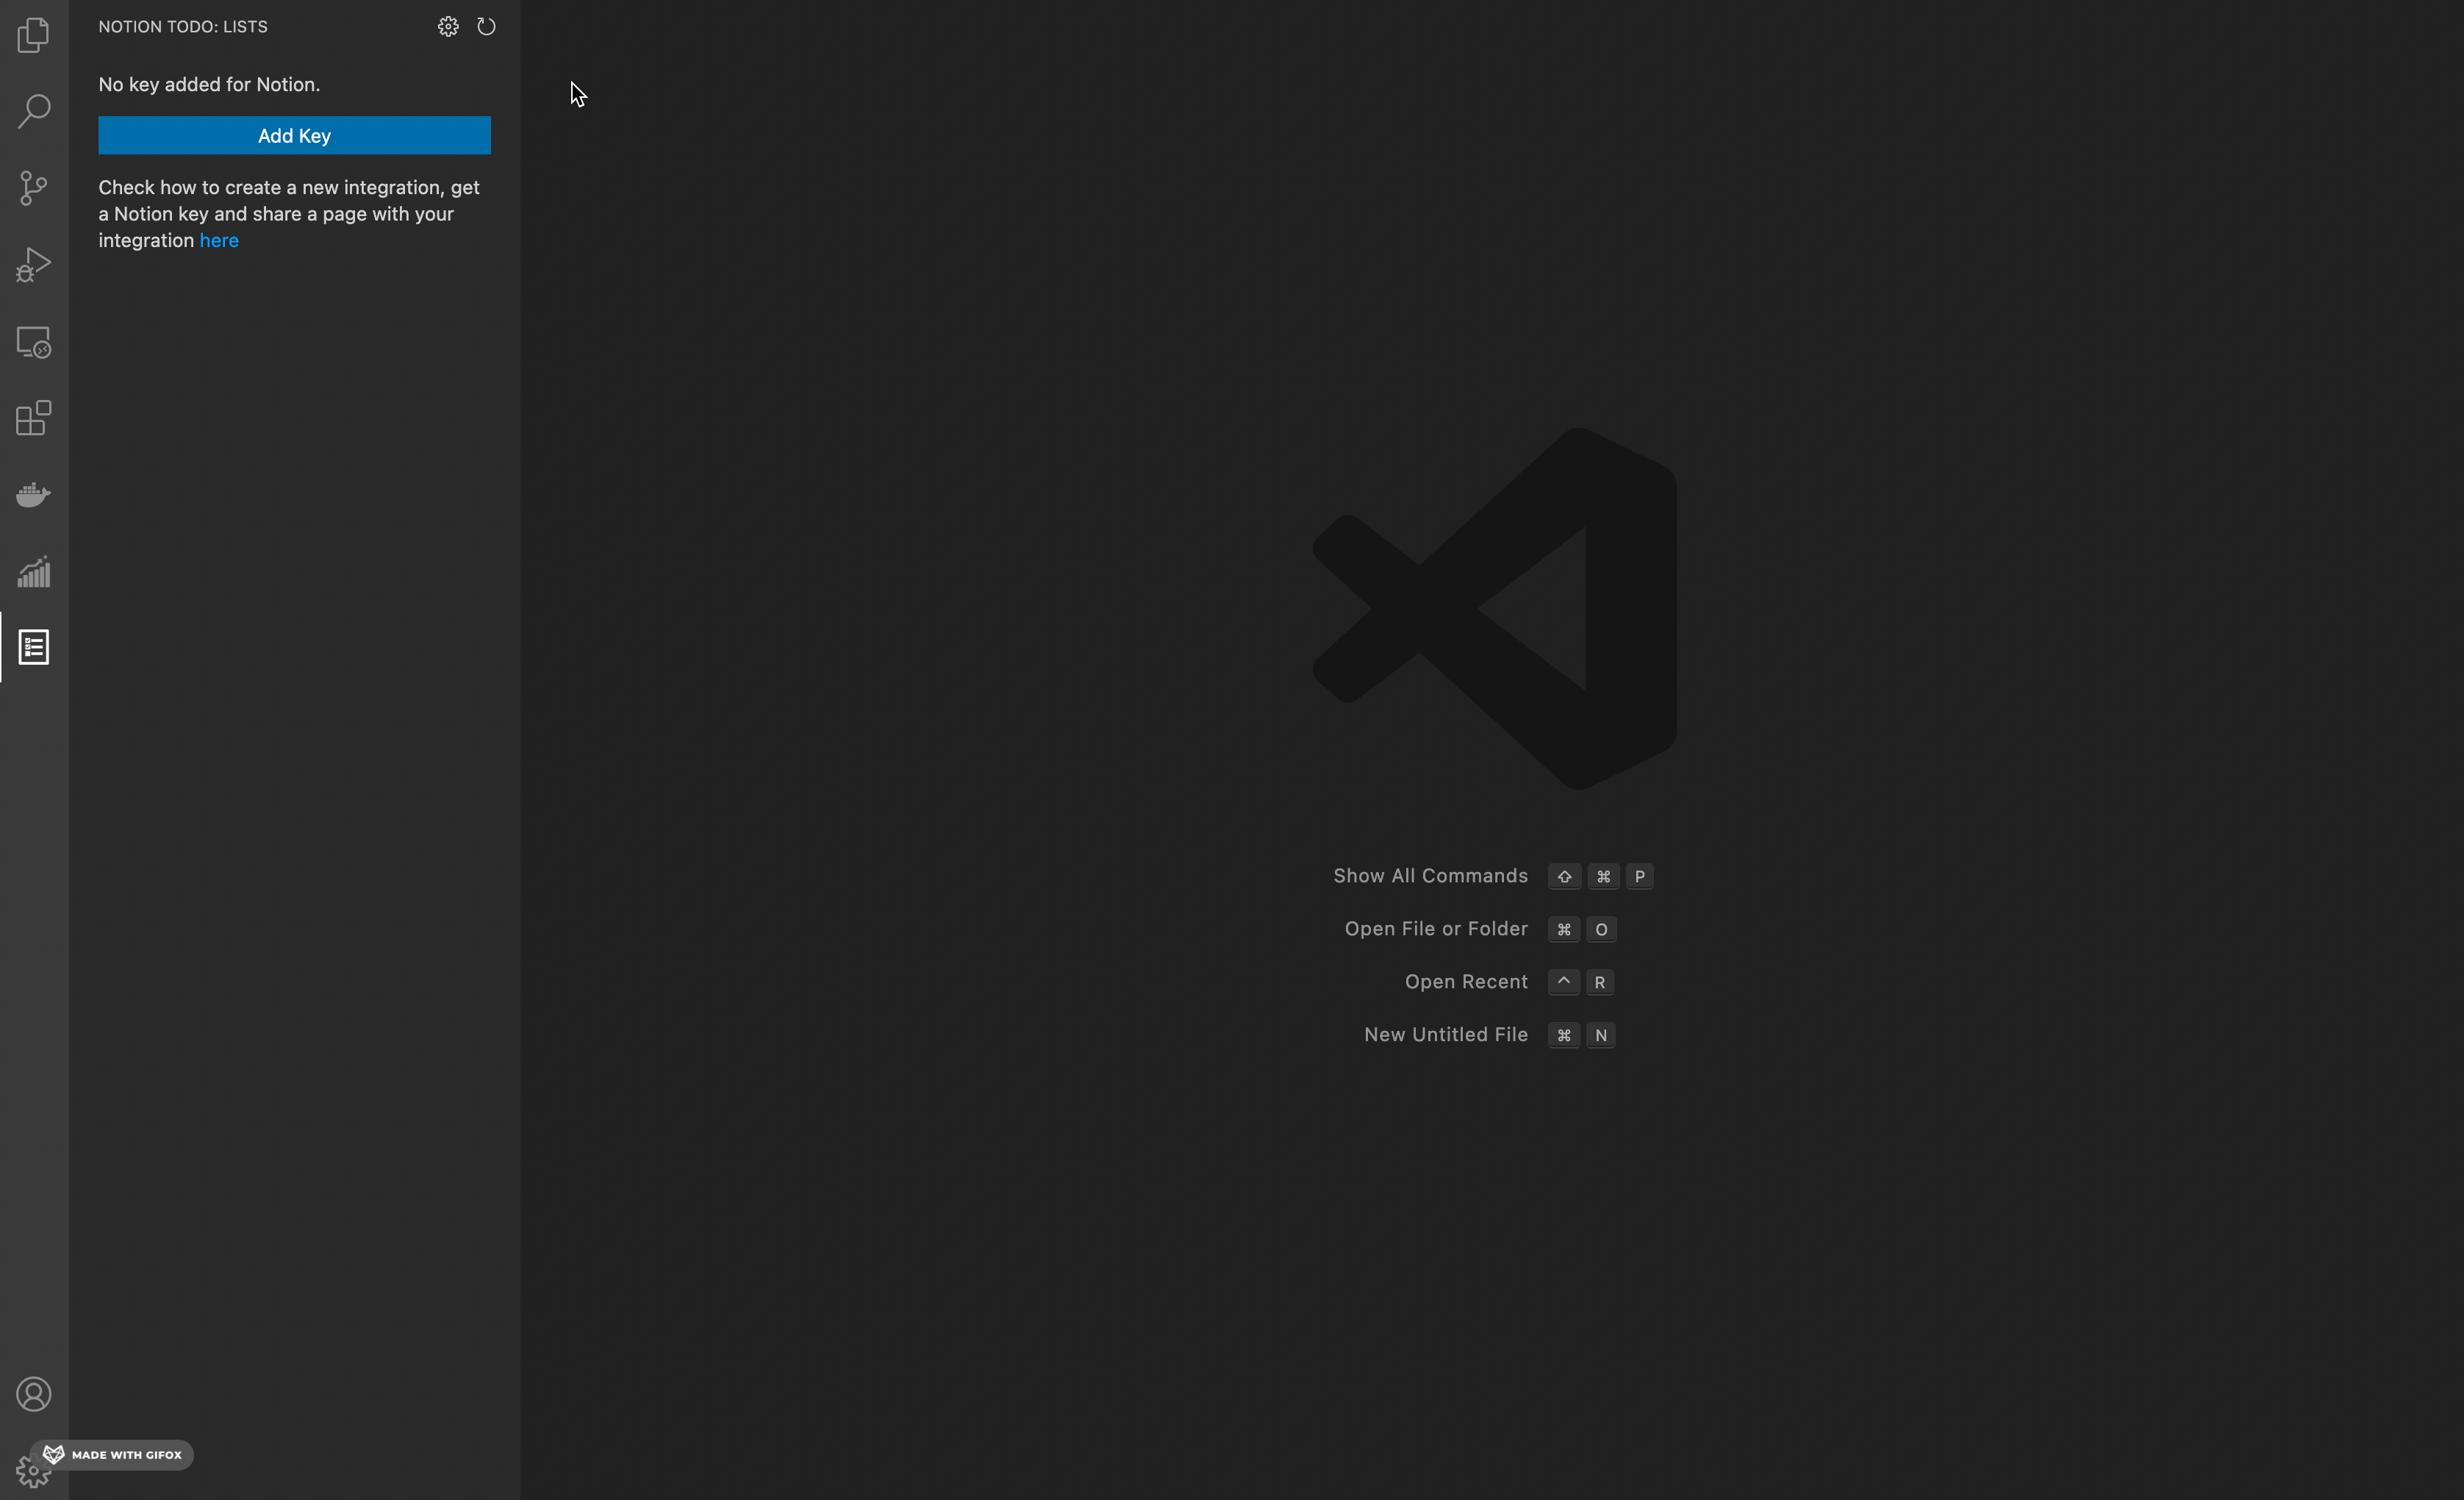 NOTION TODO: LISTS
No key added for Notion.
Add Key
Check how to create a new integration, get
a Notion key and share a page with your
integration here
Show All Commands ⇧ ⌘ P
Open File or Folder ⌘ O
Open Recent ^ R
New Untitled File ⌘ N
MADE WITH GIFOX